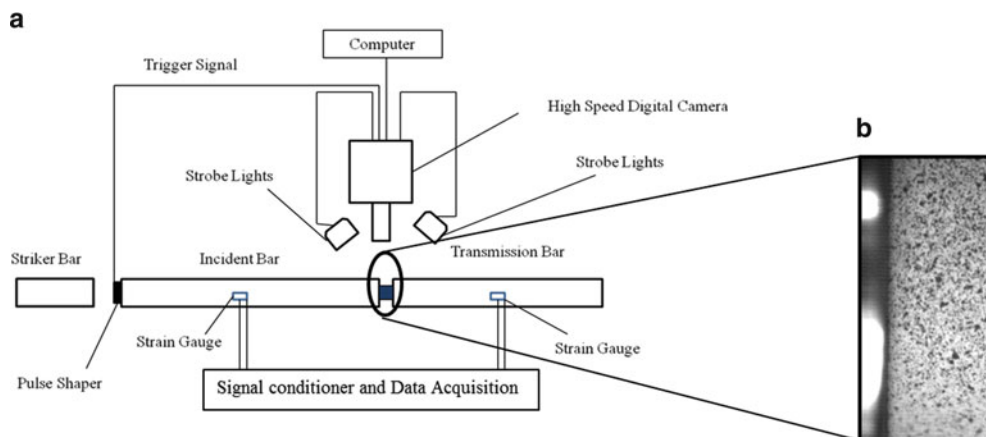 a
Computer
Trigger Signal
High Speed Digital Camera
b
Strobe Lights
Strobe Lights
Striker Bar
Incident Bar
Transmission Bar
Strain Gauge
Strain Gauge
Pulse Shaper
Signal conditioner and Data Acquisition